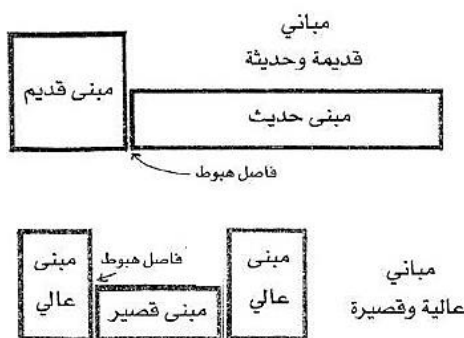 مباني
قديمة وحديثة
مبنى قديم
مبنى حديث
فاصل هبوط
مباني
عالية وقصيرة
مبنى
عالي
فاصل هبوط
مبنى قصير
مبنى
عالي